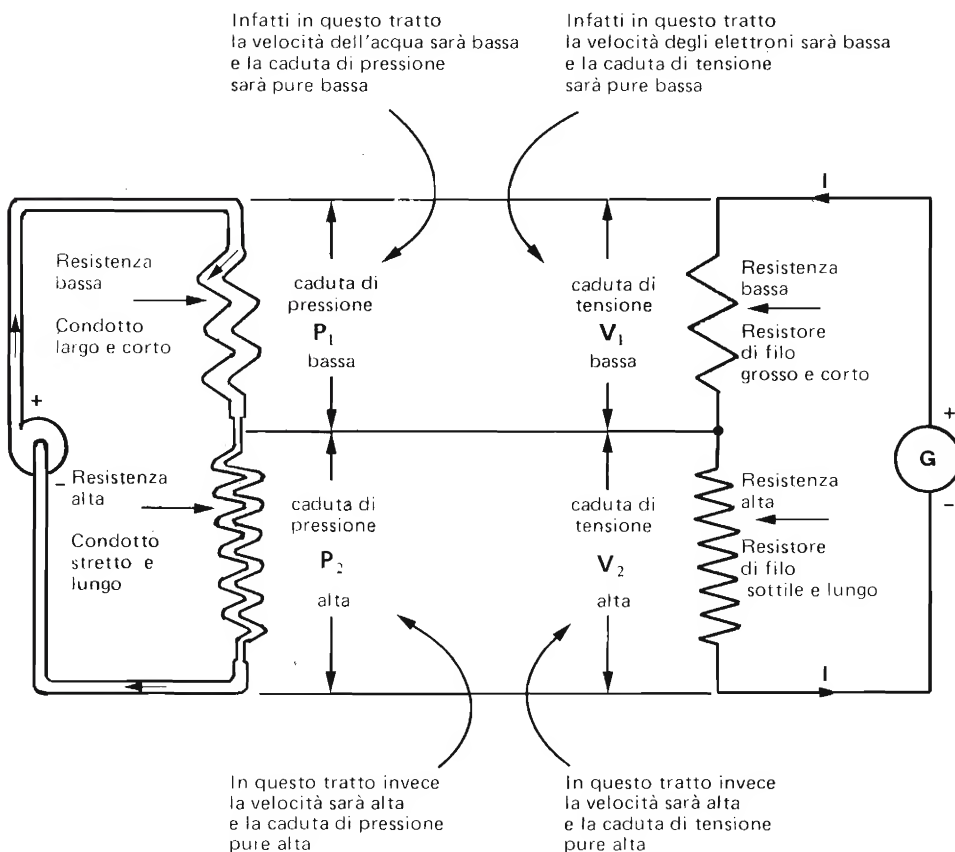 Infatti in questo tratto
la velocità dell'acqua sarà bassa
e la caduta di pressione
sarà pure bassa
Infatti in questo tratto
la velocità degli elettroni sarà bassa
e la caduta di tensione
sarà pure bassa
I
Resistenza
bassa
Condotto
largo e corto
caduta di
pressione
P1
bassa
caduta di
tensione
V1
bassa
Resistenza
bassa
Resistore
di filo
grosso e corto
+
-
+
G
-
Resistenza
alta
Condotto
stretto e
lungo
caduta di
pressione
P2
alta
caduta di
tensione
V2
alta
Resistenza
alta
Resistore
di filo
sottile e lungo
I
In questo tratto invece
la velocità sarà alta
e la caduta di pressione
pure alta
In questo tratto invece
la velocità sarà alta
e la caduta di tensione
pure alta